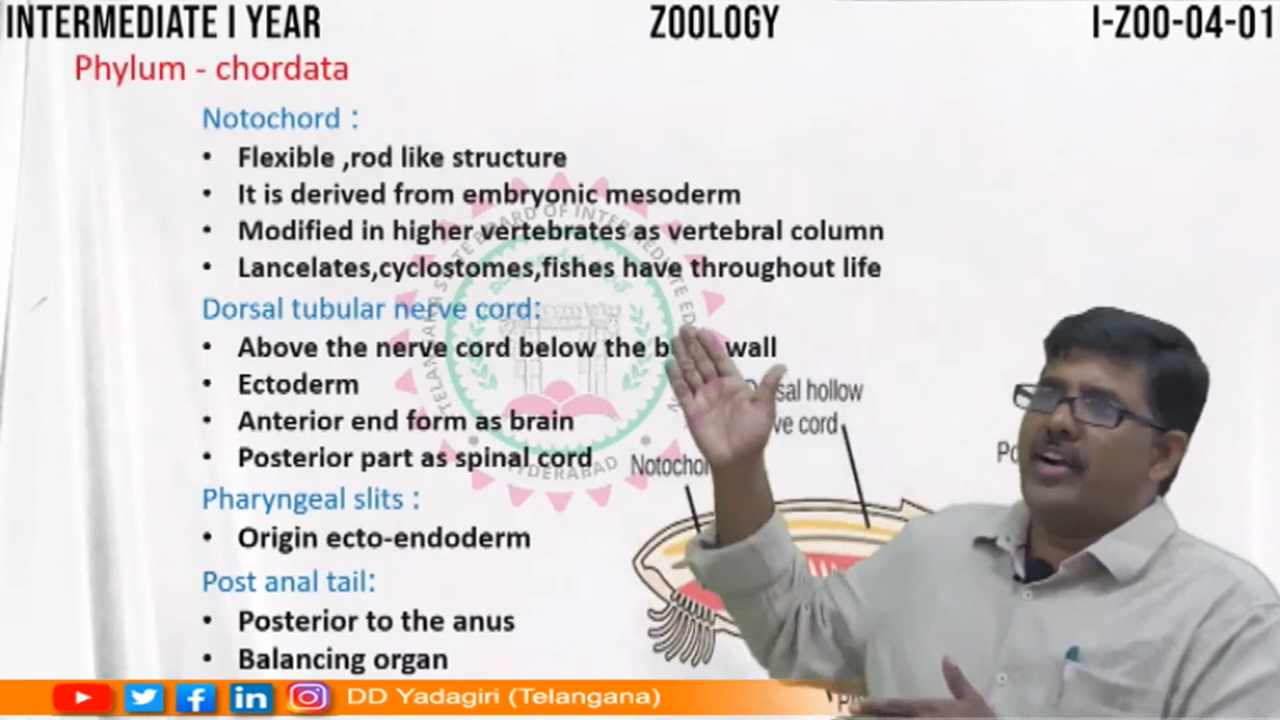 INTERMEDIATE I YEAR ZOOLOGY I-ZOO-04-01
Phylum - chordata
Notochord :
• Flexible ,rod like structure
• It is derived from embryonic mesoderm
• Modified in higher vertebrates as vertebral column
• Lancelates,cyclostomes,fishes have throughout life
Dorsal tubular nerve cord:
• Above the nerve cord below the wall
• Ectoderm
• Anterior end form as brain
• Posterior part as spinal cord
Pharyngeal slits :
• Origin ecto-endoderm
Post anal tail:
• Posterior to the anus
• Balancing organ
hollow
cord
DD Yadagiri (Telangana)